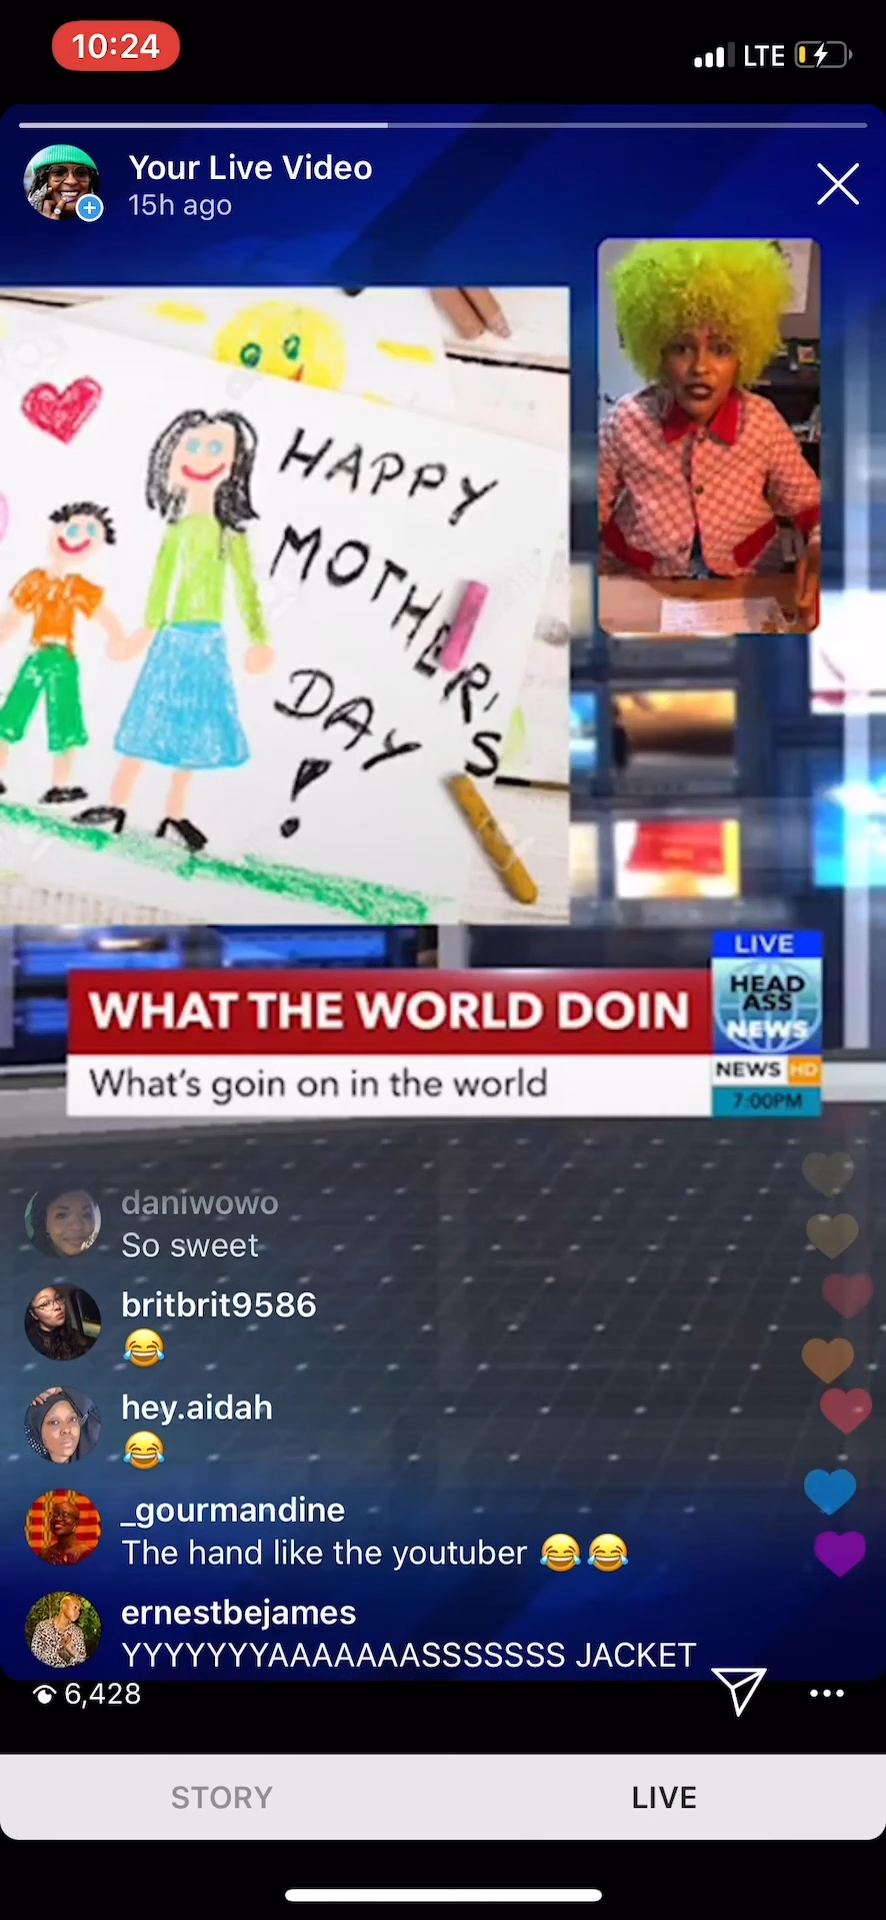 10:24
LTE
Your Live Video
15h ago
HAPPY
MOTHER'S
DAY
!
LIVE
HEAD
ASS
NEWS
WHAT THE WORLD DOIN
What's goin on in the world
NEWS HD
7:00PM
daniwowo
So sweet
britbrit9586
😂
hey.aidah
😂
_gourmandine
The hand like the youtuber 😂😂
ernestbejames
YYYYYYYAAAAAAASSSSSSS JACKET
6,428
STORY
LIVE